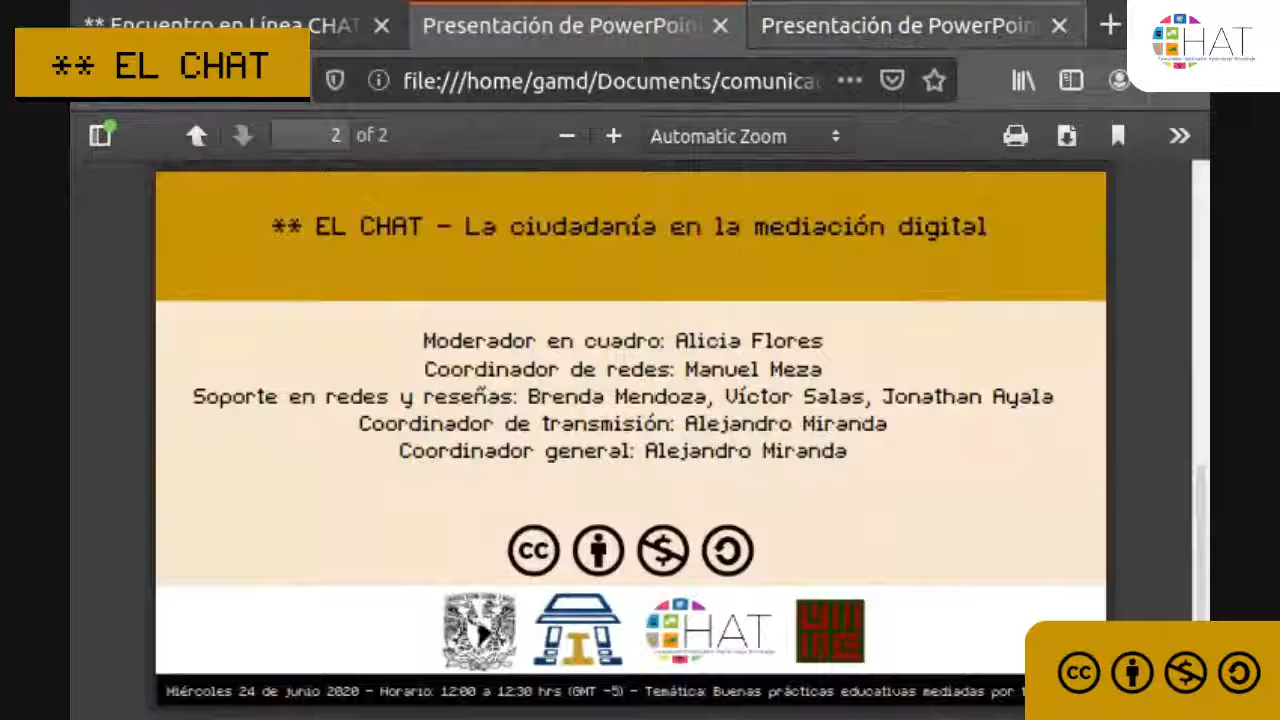 ** Encuentro en Línea CHAT
Presentación de PowerPoin
Presentación de PowerPoin
** EL CHAT
HAT
file:///home/gamd/Documents/comunica
2 of 2
Automatic Zoom
** EL CHAT - La ciudadanía en la mediación digital
Moderador en cuadro: Alicia Flores
Coordinador de redes: Manuel Meza
Soporte en redes y reseñas: Brenda Mendoza, Víctor Salas, Jonathan Ayala
Coordinador de transmisión: Alejandro Miranda
Coordinador general: Alejandro Miranda
cc
HAT
Miércoles 24 de junio 2020 - Horario: 12:00 a 12:30 hrs (GMT -5) - Temática: Buenas prácticas educativas mediadas por
cc